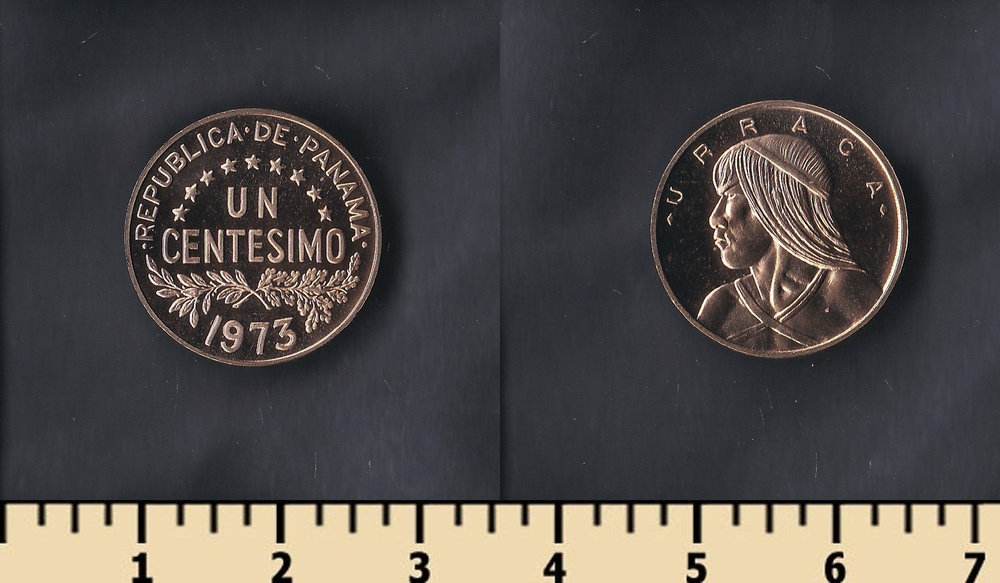 ·REPUBLICA·DE·PANAMA·
UN
CENTESIMO
1973
URRACA
1 2 3 4 5 6 7